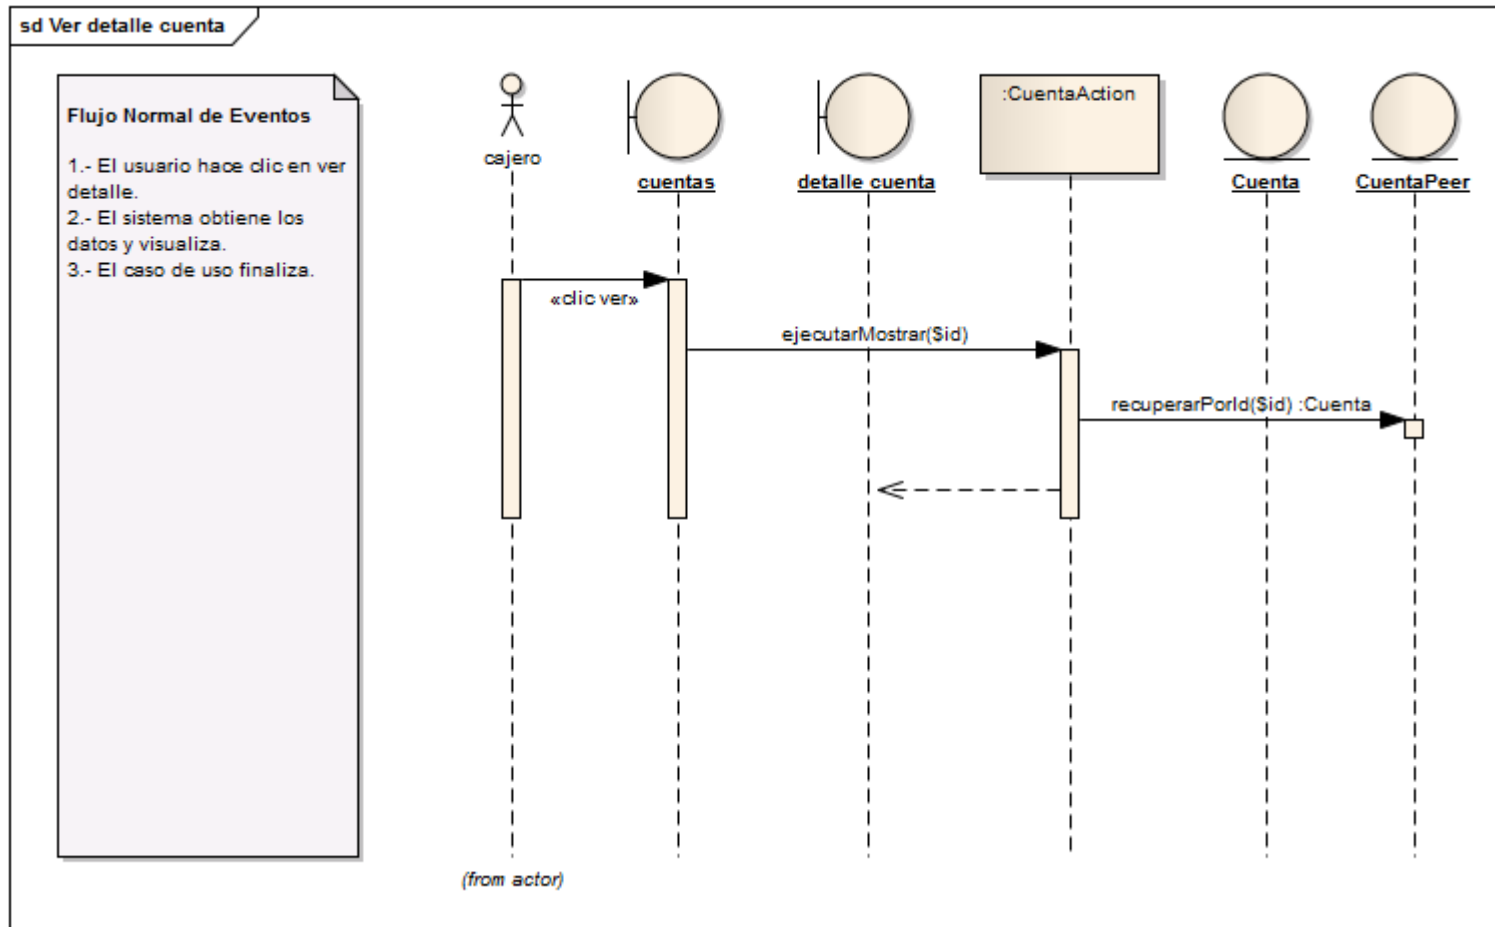 sd Ver detalle cuenta
Flujo Normal de Eventos
1.- El usuario hace clic en ver
detalle.
2.- El sistema obtiene los
datos y visualiza.
3.- El caso de uso finaliza.
cajero
cuentas
detalle cuenta
:CuentaAction
Cuenta
CuentaPeer
«clic ver»
ejecutarMostrar($id)
recuperarPorId($id) :Cuenta
(from actor)